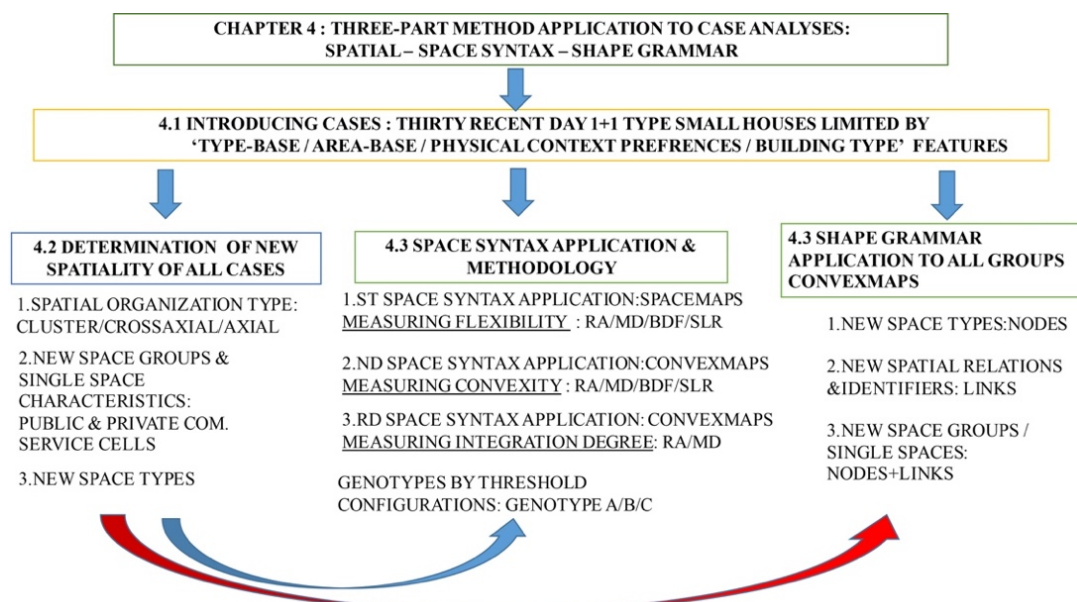 CHAPTER 4 : THREE-PART METHOD APPLICATION TO CASE ANALYSES:
SPATIAL – SPACE SYNTAX – SHAPE GRAMMAR
4.1 INTRODUCING CASES : THIRTY RECENT DAY 1+1 TYPE SMALL HOUSES LIMITED BY
‘TYPE-BASE / AREA-BASE / PHYSICAL CONTEXT PREFRENCES / BUILDING TYPE’ FEATURES
4.2 DETERMINATION OF NEW
SPATIALITY OF ALL CASES
1.SPATIAL ORGANIZATION TYPE:
CLUSTER/CROSSAXIAL/AXIAL
2.NEW SPACE GROUPS &
SINGLE SPACE
CHARACTERISTICS:
PUBLIC & PRIVATE COM.
SERVICE CELLS
3.NEW SPACE TYPES
4.3 SPACE SYNTAX APPLICATION &
METHODOLOGY
1.ST SPACE SYNTAX APPLICATION:SPACEMAPS
MEASURING FLEXIBILITY : RA/MD/BDF/SLR
2.ND SPACE SYNTAX APPLICATION:CONVEXMAPS
MEASURING CONVEXITY : RA/MD/BDF/SLR
3.RD SPACE SYNTAX APPLICATION: CONVEXMAPS
MEASURING INTEGRATION DEGREE: RA/MD
GENOTYPES BY THRESHOLD
CONFIGURATIONS: GENOTYPE A/B/C
4.3 SHAPE GRAMMAR
APPLICATION TO ALL GROUPS
CONVEXMAPS
1.NEW SPACE TYPES:NODES
2.NEW SPATIAL RELATIONS
&IDENTIFIERS: LINKS
3.NEW SPACE GROUPS /
SINGLE SPACES:
NODES+LINKS